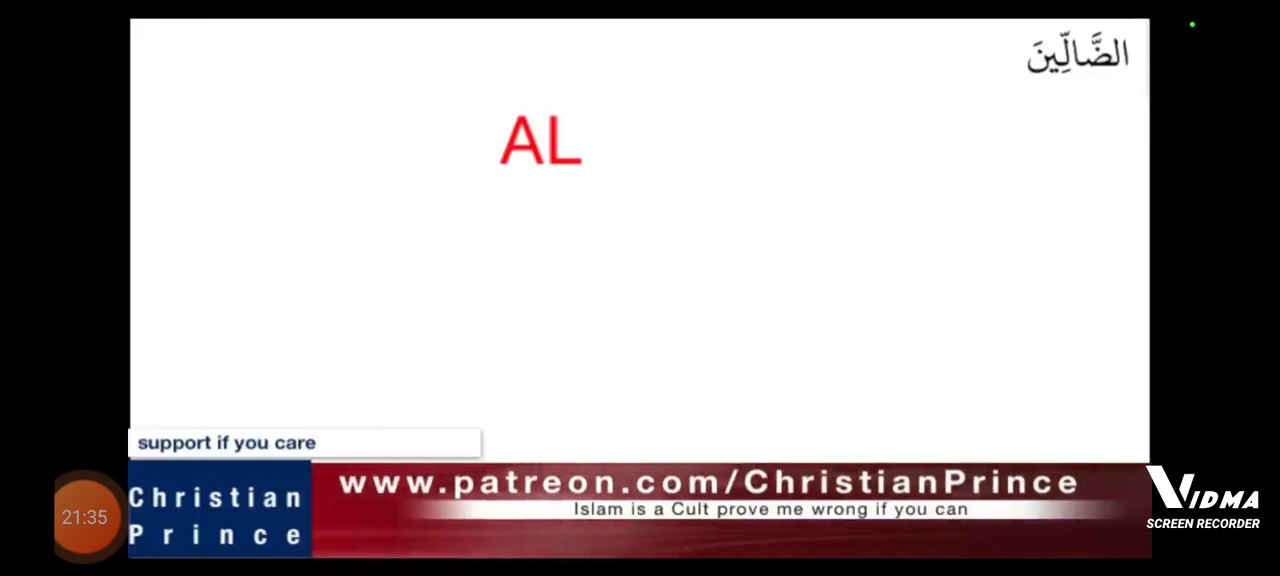 الضَّالِّينَ
AL
support if you care
Christian
Prince
www.patreon.com/ChristianPrince
Islam is a Cult prove me wrong if you can
21:35
VIDMA
SCREEN RECORDER